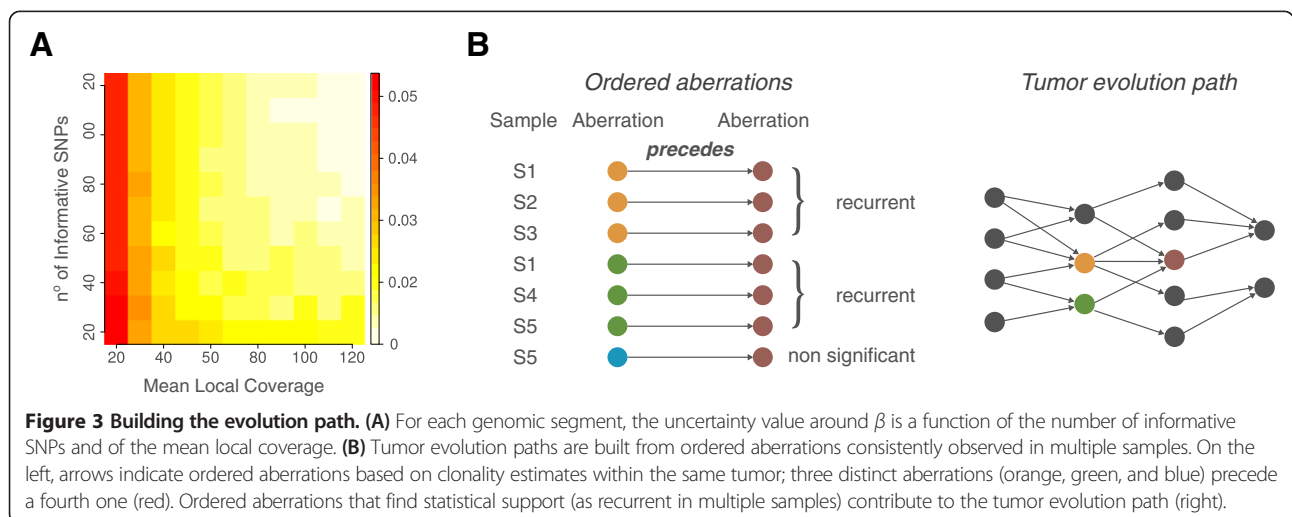 A
nº of Informative SNPs
20
00
80
60
40
20
20 40 50 80 100 120
Mean Local Coverage
0.05
0.04
0.03
0.02
0
B
Ordered aberrations
Sample Aberration Aberration
precedes
S1
S2
S3
recurrent
S1
S4
S5
recurrent
S5
non significant
Tumor evolution path
Figure 3 Building the evolution path. (A) For each genomic segment, the uncertainty value around β is a function of the number of informative
SNPs and of the mean local coverage. (B) Tumor evolution paths are built from ordered aberrations consistently observed in multiple samples. On the
left, arrows indicate ordered aberrations based on clonality estimates within the same tumor; three distinct aberrations (orange, green, and blue) precede
a fourth one (red). Ordered aberrations that find statistical support (as recurrent in multiple samples) contribute to the tumor evolution path (right).